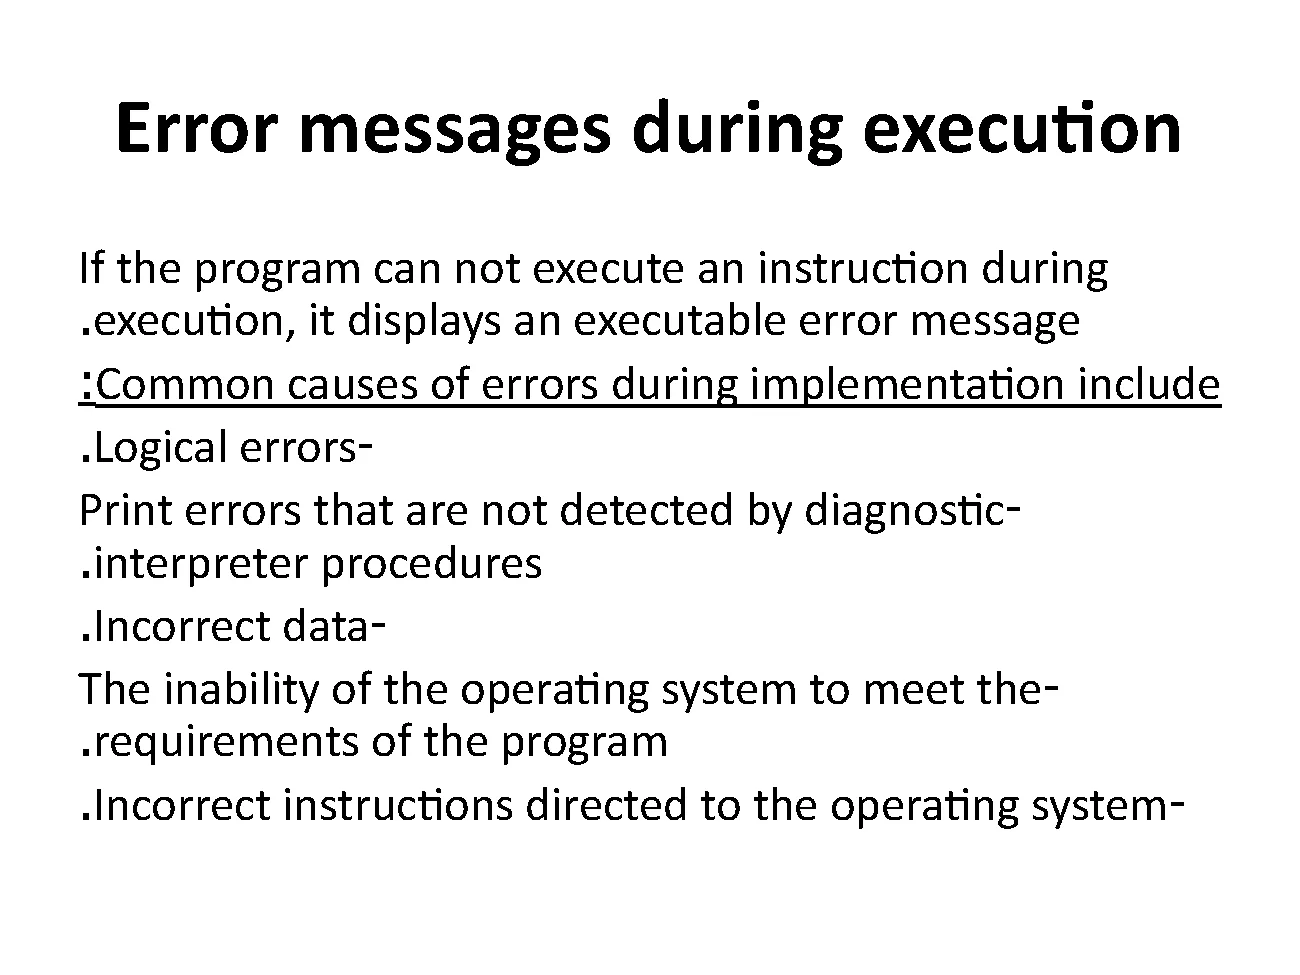 Error messages during execution
If the program can not execute an instruction during
.execution, it displays an executable error message
:Common causes of errors during implementation include
.Logical errors-
Print errors that are not detected by diagnostic-
.interpreter procedures
.Incorrect data-
The inability of the operating system to meet the-
.requirements of the program
.Incorrect instructions directed to the operating system-